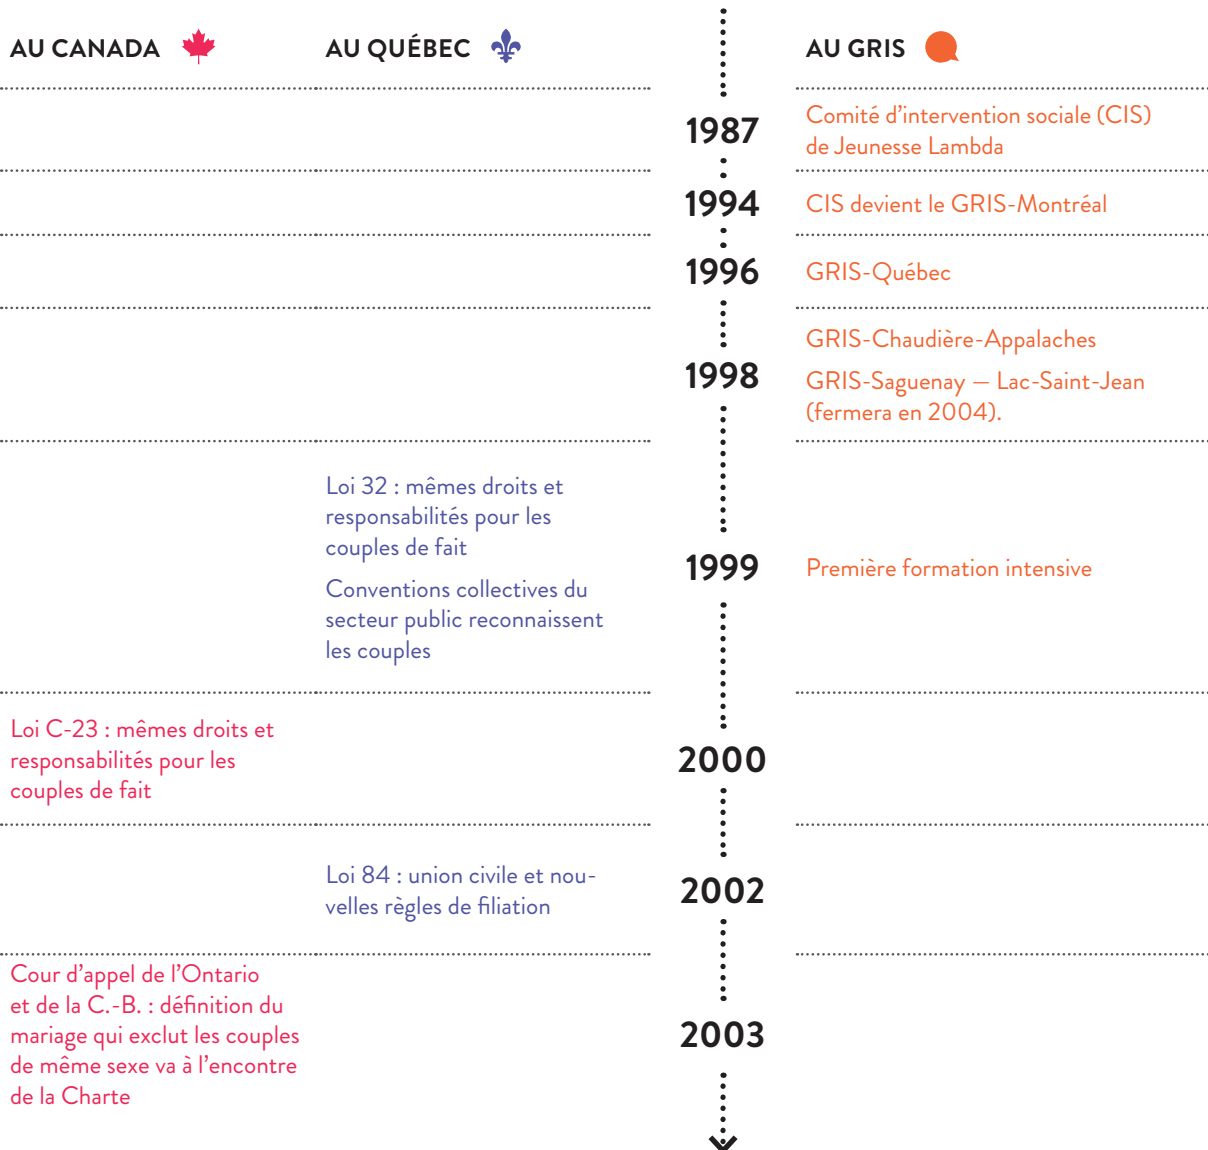 AU CANADA
AU QUÉBEC
AU GRIS
1987
Comité d’intervention sociale (CIS)
de Jeunesse Lambda
1994
CIS devient le GRIS-Montréal
1996
GRIS-Québec
1998
GRIS-Chaudière-Appalaches
GRIS-Saguenay — Lac-Saint-Jean
(fermera en 2004).
Loi 32 : mêmes droits et
responsabilités pour les
couples de fait
Conventions collectives du
secteur public reconnaissent
les couples
1999
Première formation intensive
Loi C-23 : mêmes droits et
responsabilités pour les
couples de fait
2000
Loi 84 : union civile et nou-
velles règles de filiation
2002
Cour d’appel de l’Ontario
et de la C.-B. : définition du
mariage qui exclut les couples
de même sexe va à l’encontre
de la Charte
2003